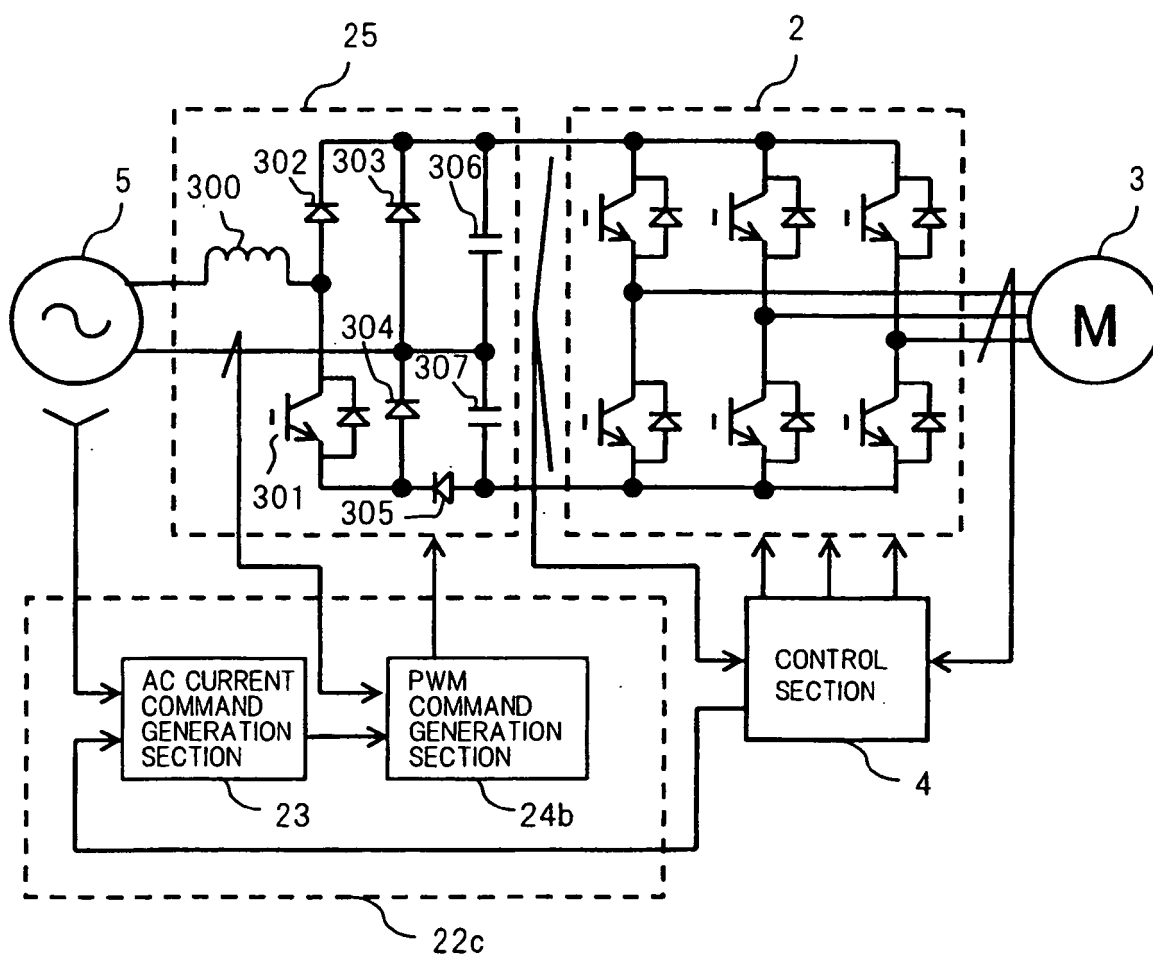 25
2
5
300
302
303
306
3
M
304
307
301
305
AC CURRENT
COMMAND
GENERATION
SECTION
PWM
COMMAND
GENERATION
SECTION
CONTROL
SECTION
23
24b
4
22c